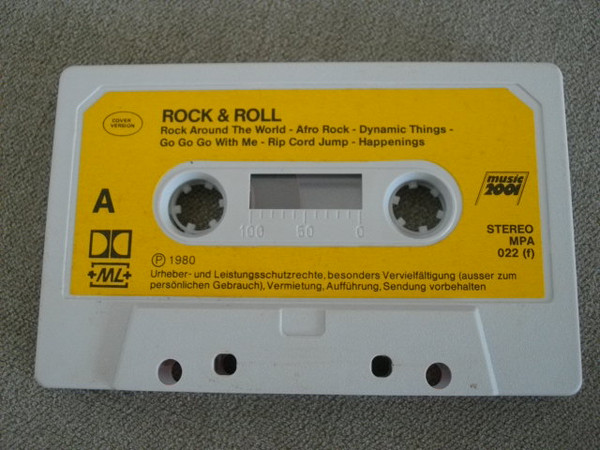 COVER
VERSION
ROCK & ROLL
Rock Around The World - Afro Rock - Dynamic Things -
Go Go Go With Me - Rip Cord Jump - Happenings
A
music
2001
STEREO
MPA
022 (f)
100 50 0
+ML+
Ⓟ 1980
Urheber- und Leistungsschutzrechte, besonders Vervielfältigung (ausser zum
persönlichen Gebrauch), Vermietung, Aufführung, Sendung vorbehalten